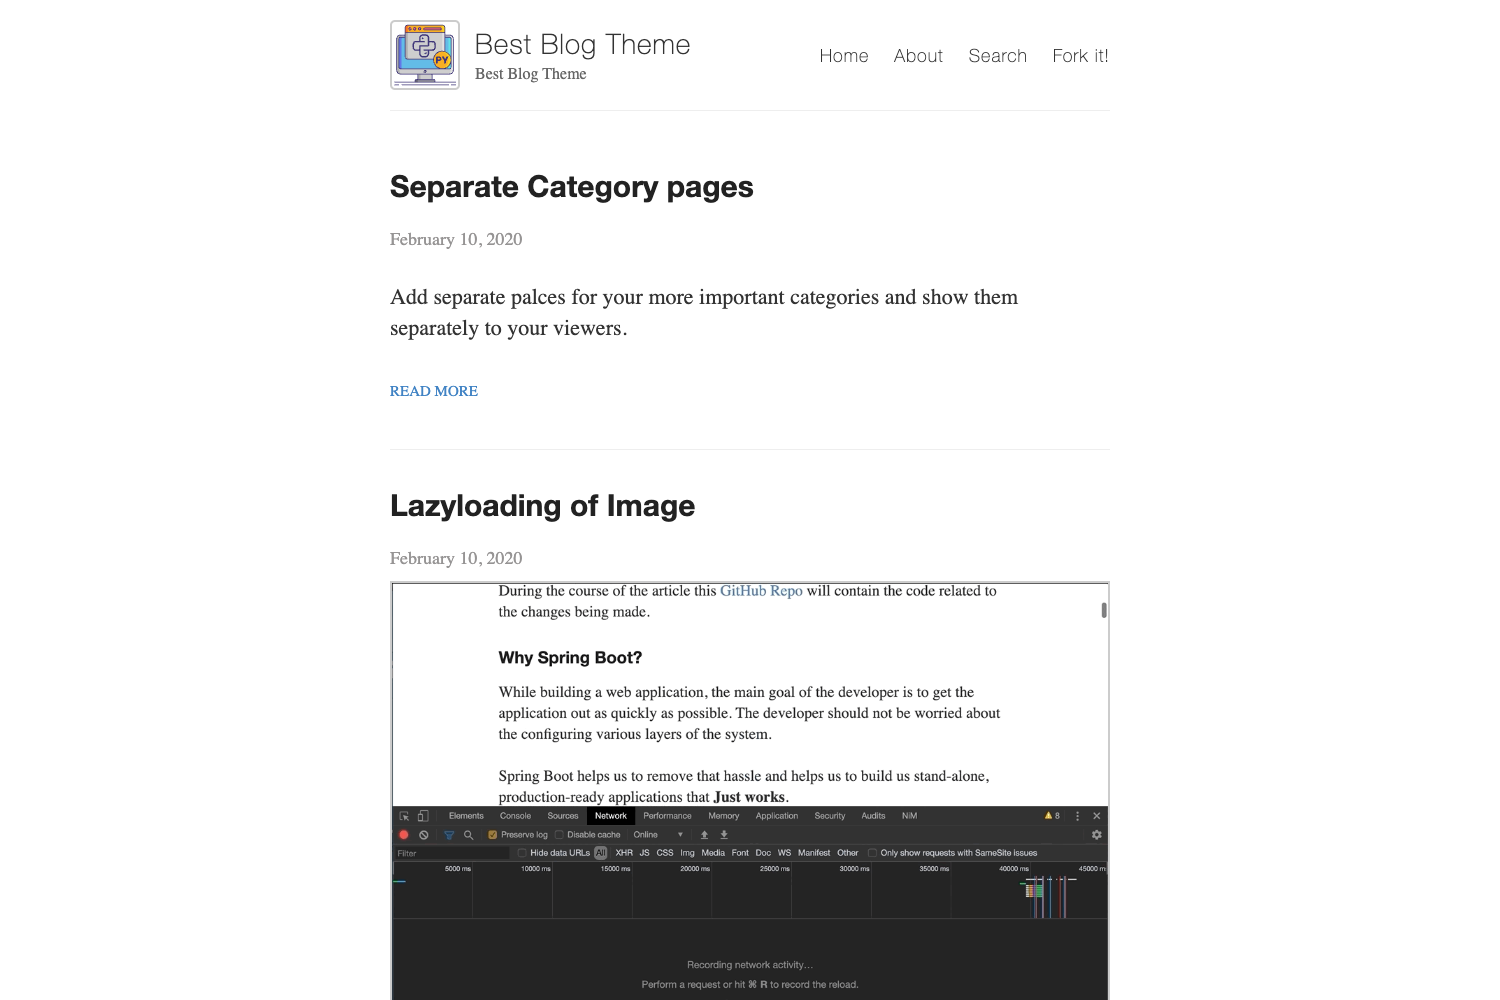 PY
Best Blog Theme
Best Blog Theme
Home About Search Fork it!
Separate Category pages
February 10, 2020
Add separate palces for your more important categories and show them
separately to your viewers.
READ MORE
Lazyloading of Image
February 10, 2020
During the course of the article this GitHub Repo will contain the code related to
the changes being made.
Why Spring Boot?
While building a web application, the main goal of the developer is to get the
application out as quickly as possible. The developer should not be worried about
the configuring various layers of the system.
Spring Boot helps us to remove that hassle and helps us to build us stand-alone,
production-ready applications that Just works.
Elements Console Sources Network Performance Memory Application Security Audits NiM 8
Preserve log Disable cache Online
Filter Hide data URLs All XHR JS CSS Img Media Font Doc WS Manifest Other Only show requests with SameSite issues
5000 ms 10000 ms 15000 ms 20000 ms 25000 ms 30000 ms 35000 ms 40000 ms 45000 m
Recording network activity…
Perform a request or hit ⌘ R to record the reload.